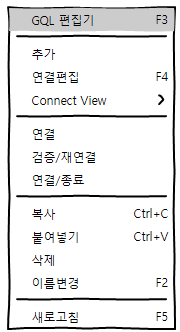 GQL 편집기 F3
추가
연결편집 F4
Connect View
연결
검증/재연결
연결/종료
복사 Ctrl+C
붙여넣기 Ctrl+V
삭제
이름변경 F2
새로고침 F5